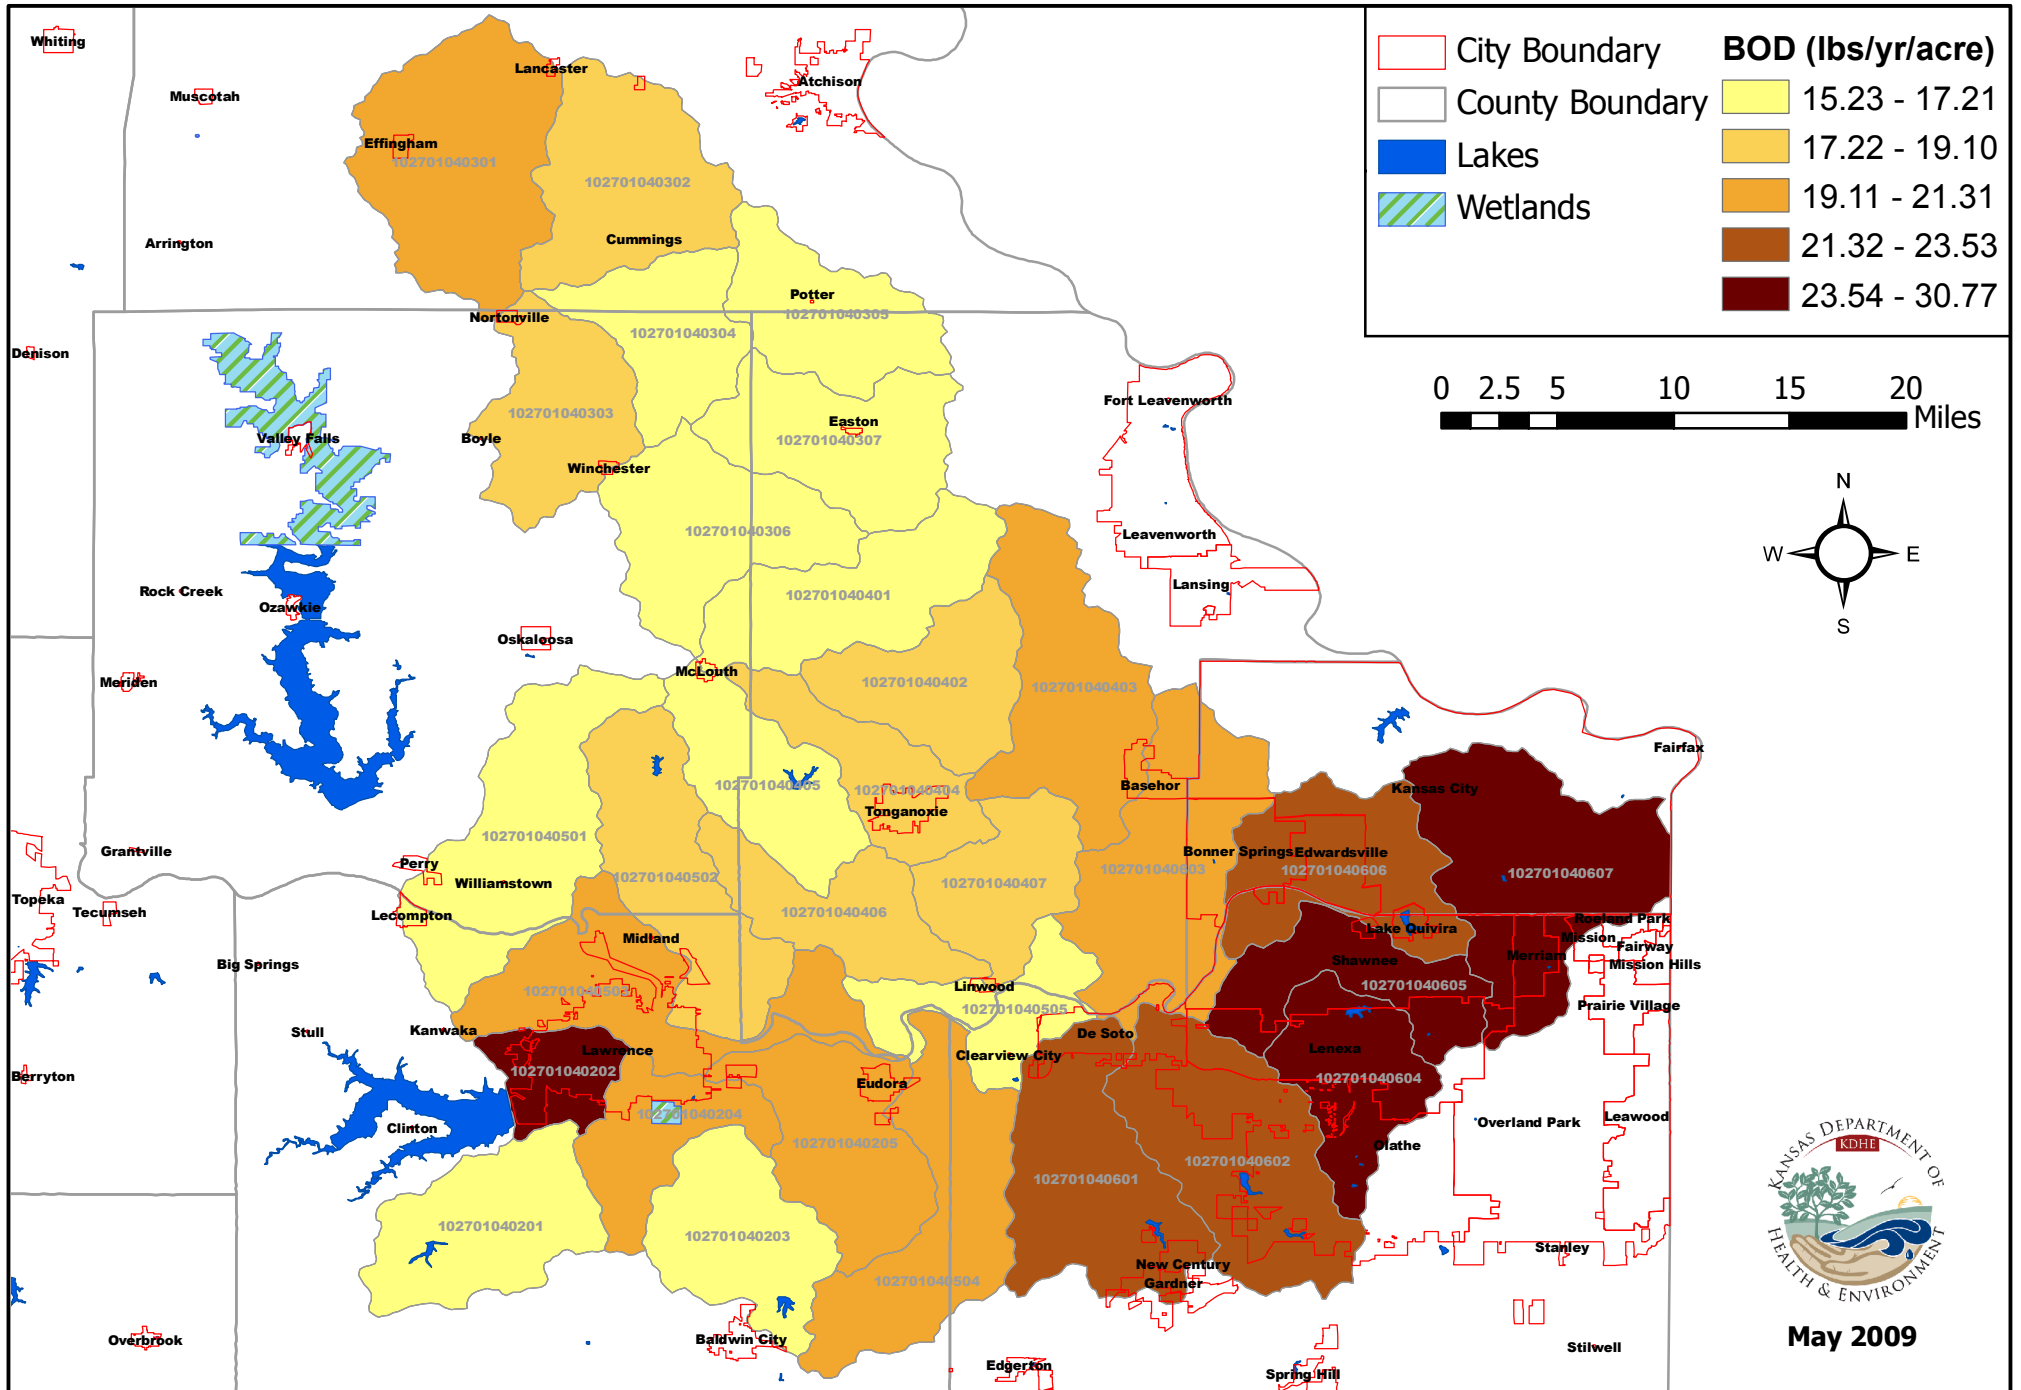 City Boundary
County Boundary
Lakes
Wetlands
BOD (lbs/yr/acre)
15.23 - 17.21
17.22 - 19.10
19.11 - 21.31
21.32 - 23.53
23.54 - 30.77
0 2.5 5 10 15 20
Miles
N
W E
S
Whiting
Lancaster
Atchison
Muscotah
Effingham
102701040301
102701040302
Arrington
Cummings
Potter
102701040305
Nortonville
102701040304
Denison
Fort Leavenworth
102701040303
Easton
Valley Falls
Boyle
102701040307
Winchester
102701040306
Leavenworth
Rock Creek
Lansing
Ozawkie
102701040401
Oskaloosa
McLouth
Meriden
102701040402
102701040403
Fairfax
102701040405
Basehor
102701040404
Kansas City
Tonganoxie
102701040501
Grantville
Bonner Springs
Edwardsville
Perry
102701040603
102701040606
102701040607
Williamstown
102701040502
102701040407
Topeka
Tecumseh
Lecompton
102701040406
Roeland Park
Lake Quivira
Midland
Mission
Fairway
Merriam
Shawnee
Big Springs
Mission Hills
Linwood
102701040605
102701040503
Prairie Village
102701040505
Stull
Kanwaka
De Soto
Lawrence
Clearview City
Lenexa
102701040202
Berryton
Eudora
102701040604
102701040204
Clinton
Overland Park
Leawood
102701040205
Olathe
102701040602
102701040601
102701040201
102701040203
Stanley
New Century
102701040504
Gardner
Overbrook
Baldwin City
Stilwell
Edgerton
Spring Hill
KANSAS DEPARTMENT OF
KDHE
HEALTH & ENVIRONMENT
May 2009